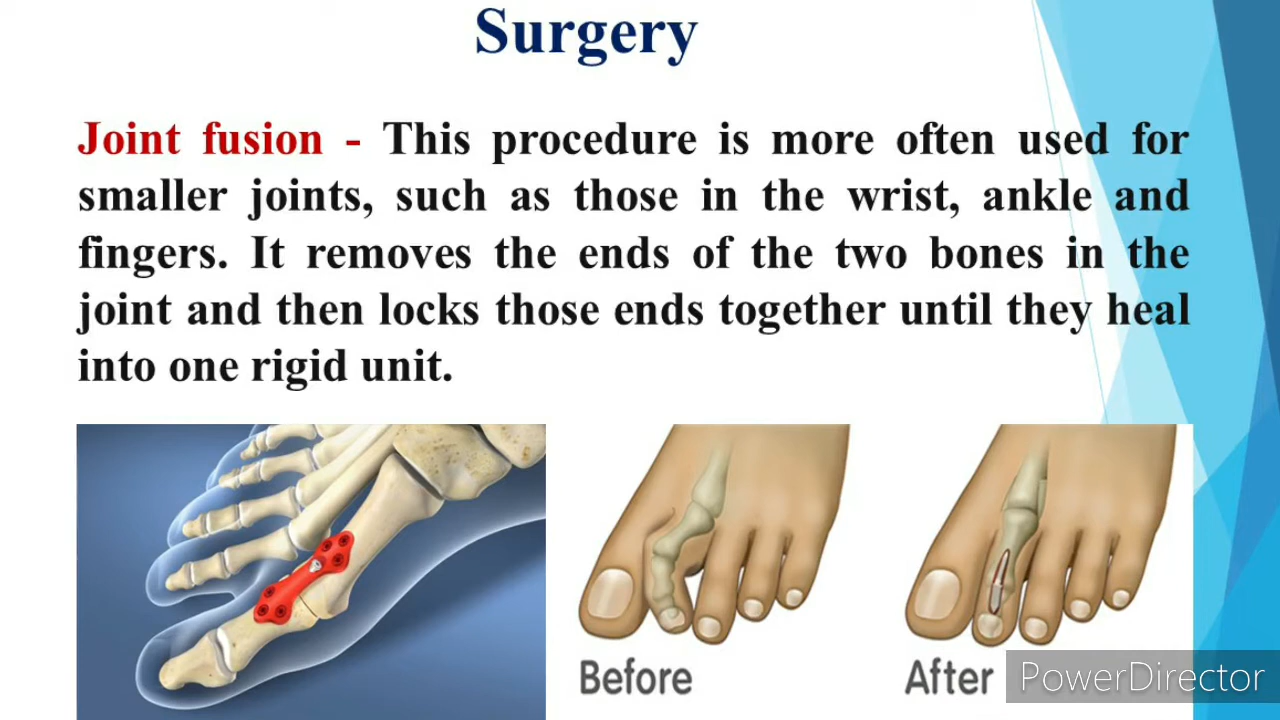 Surgery
Joint fusion - This procedure is more often used for
smaller joints, such as those in the wrist, ankle and
fingers. It removes the ends of the two bones in the
joint and then locks those ends together until they heal
into one rigid unit.
Before
After
PowerDirector